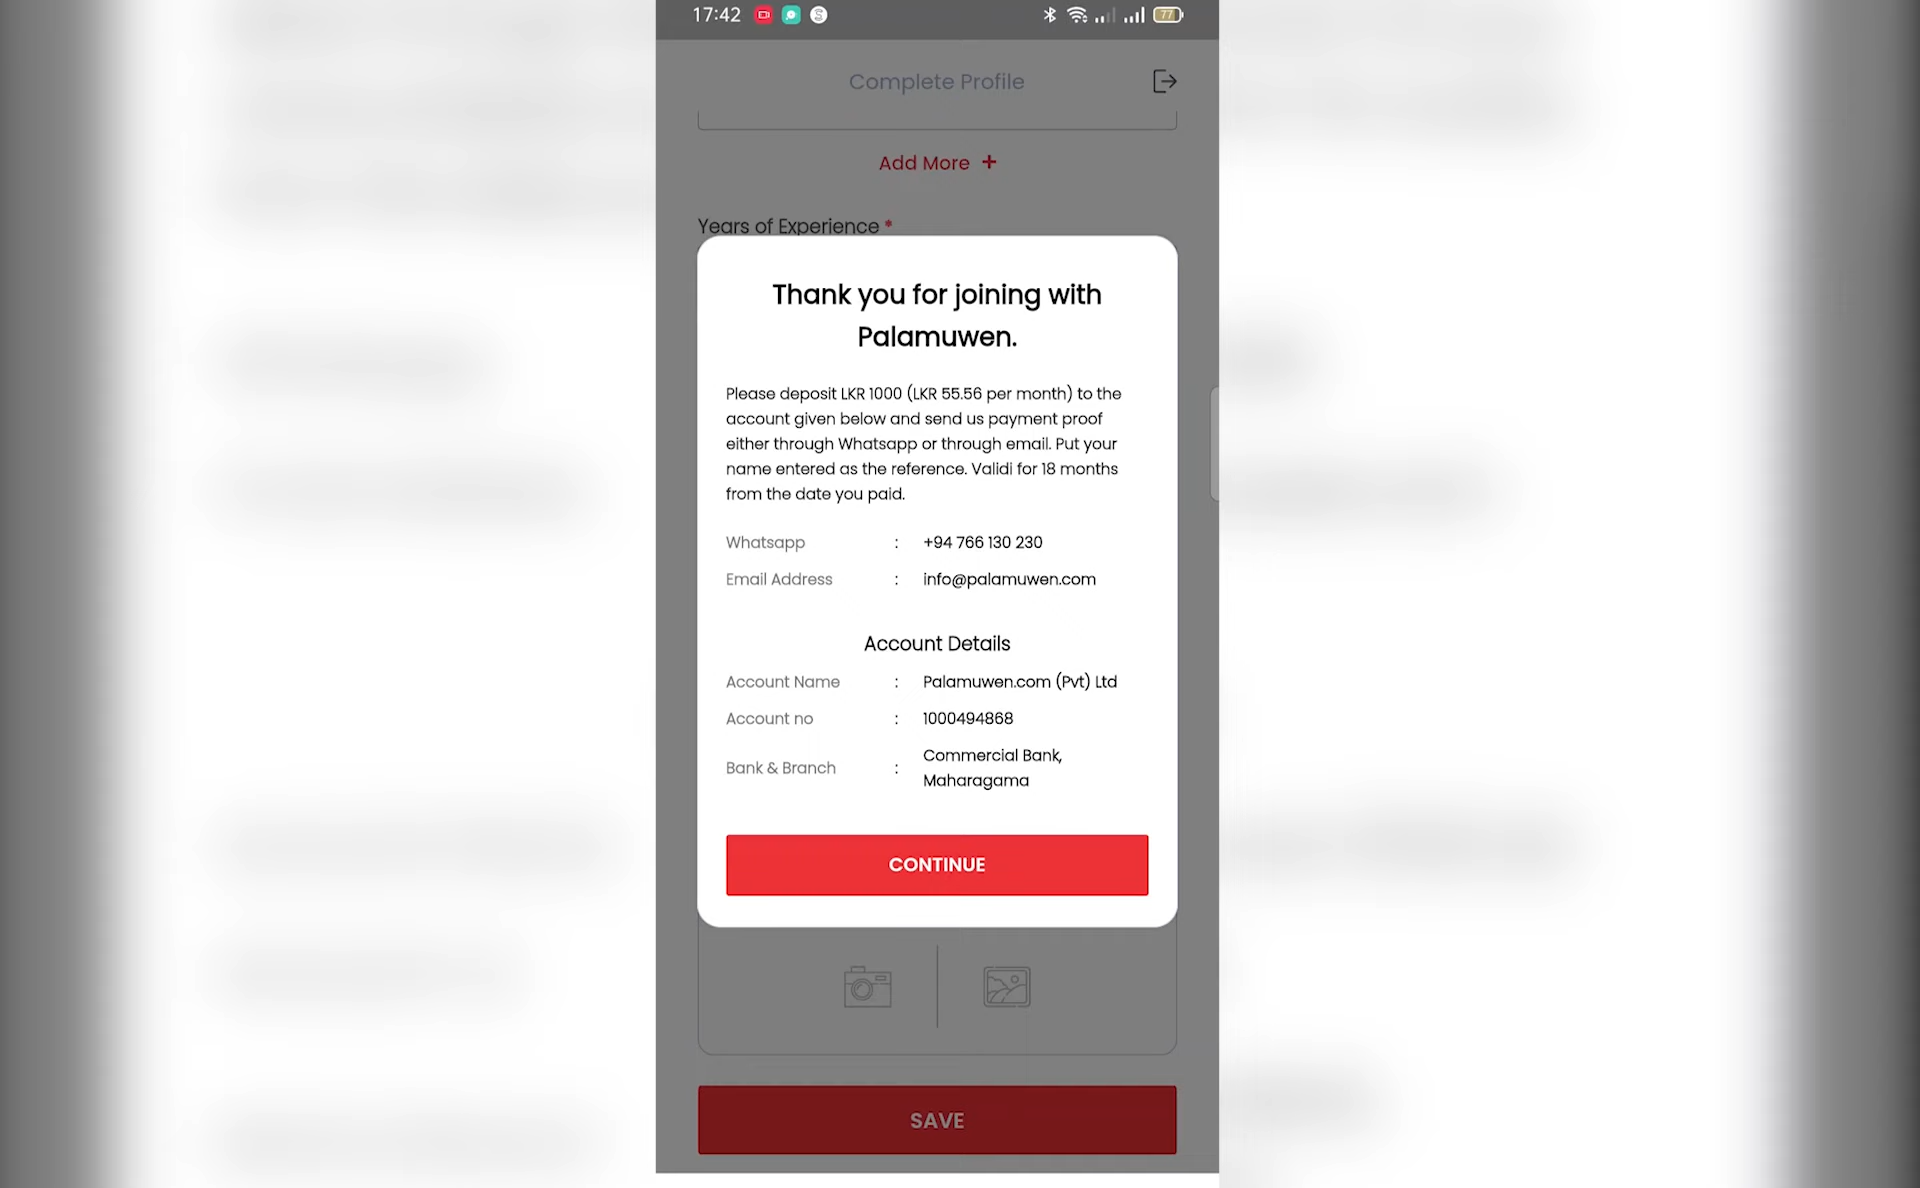 17:42
77
Complete Profile
Add More +
Years of Experience *
Thank you for joining with
Palamuwen.
Please deposit LKR 1000 (LKR 55.56 per month) to the
account given below and send us payment proof
either through Whatsapp or through email. Put your
name entered as the reference. Validi for 18 months
from the date you paid.
Whatsapp : +94 766 130 230
Email Address : info@palamuwen.com
Account Details
Account Name : Palamuwen.com (Pvt) Ltd
Account no : 1000494868
Bank & Branch : Commercial Bank,
Maharagama
CONTINUE
SAVE